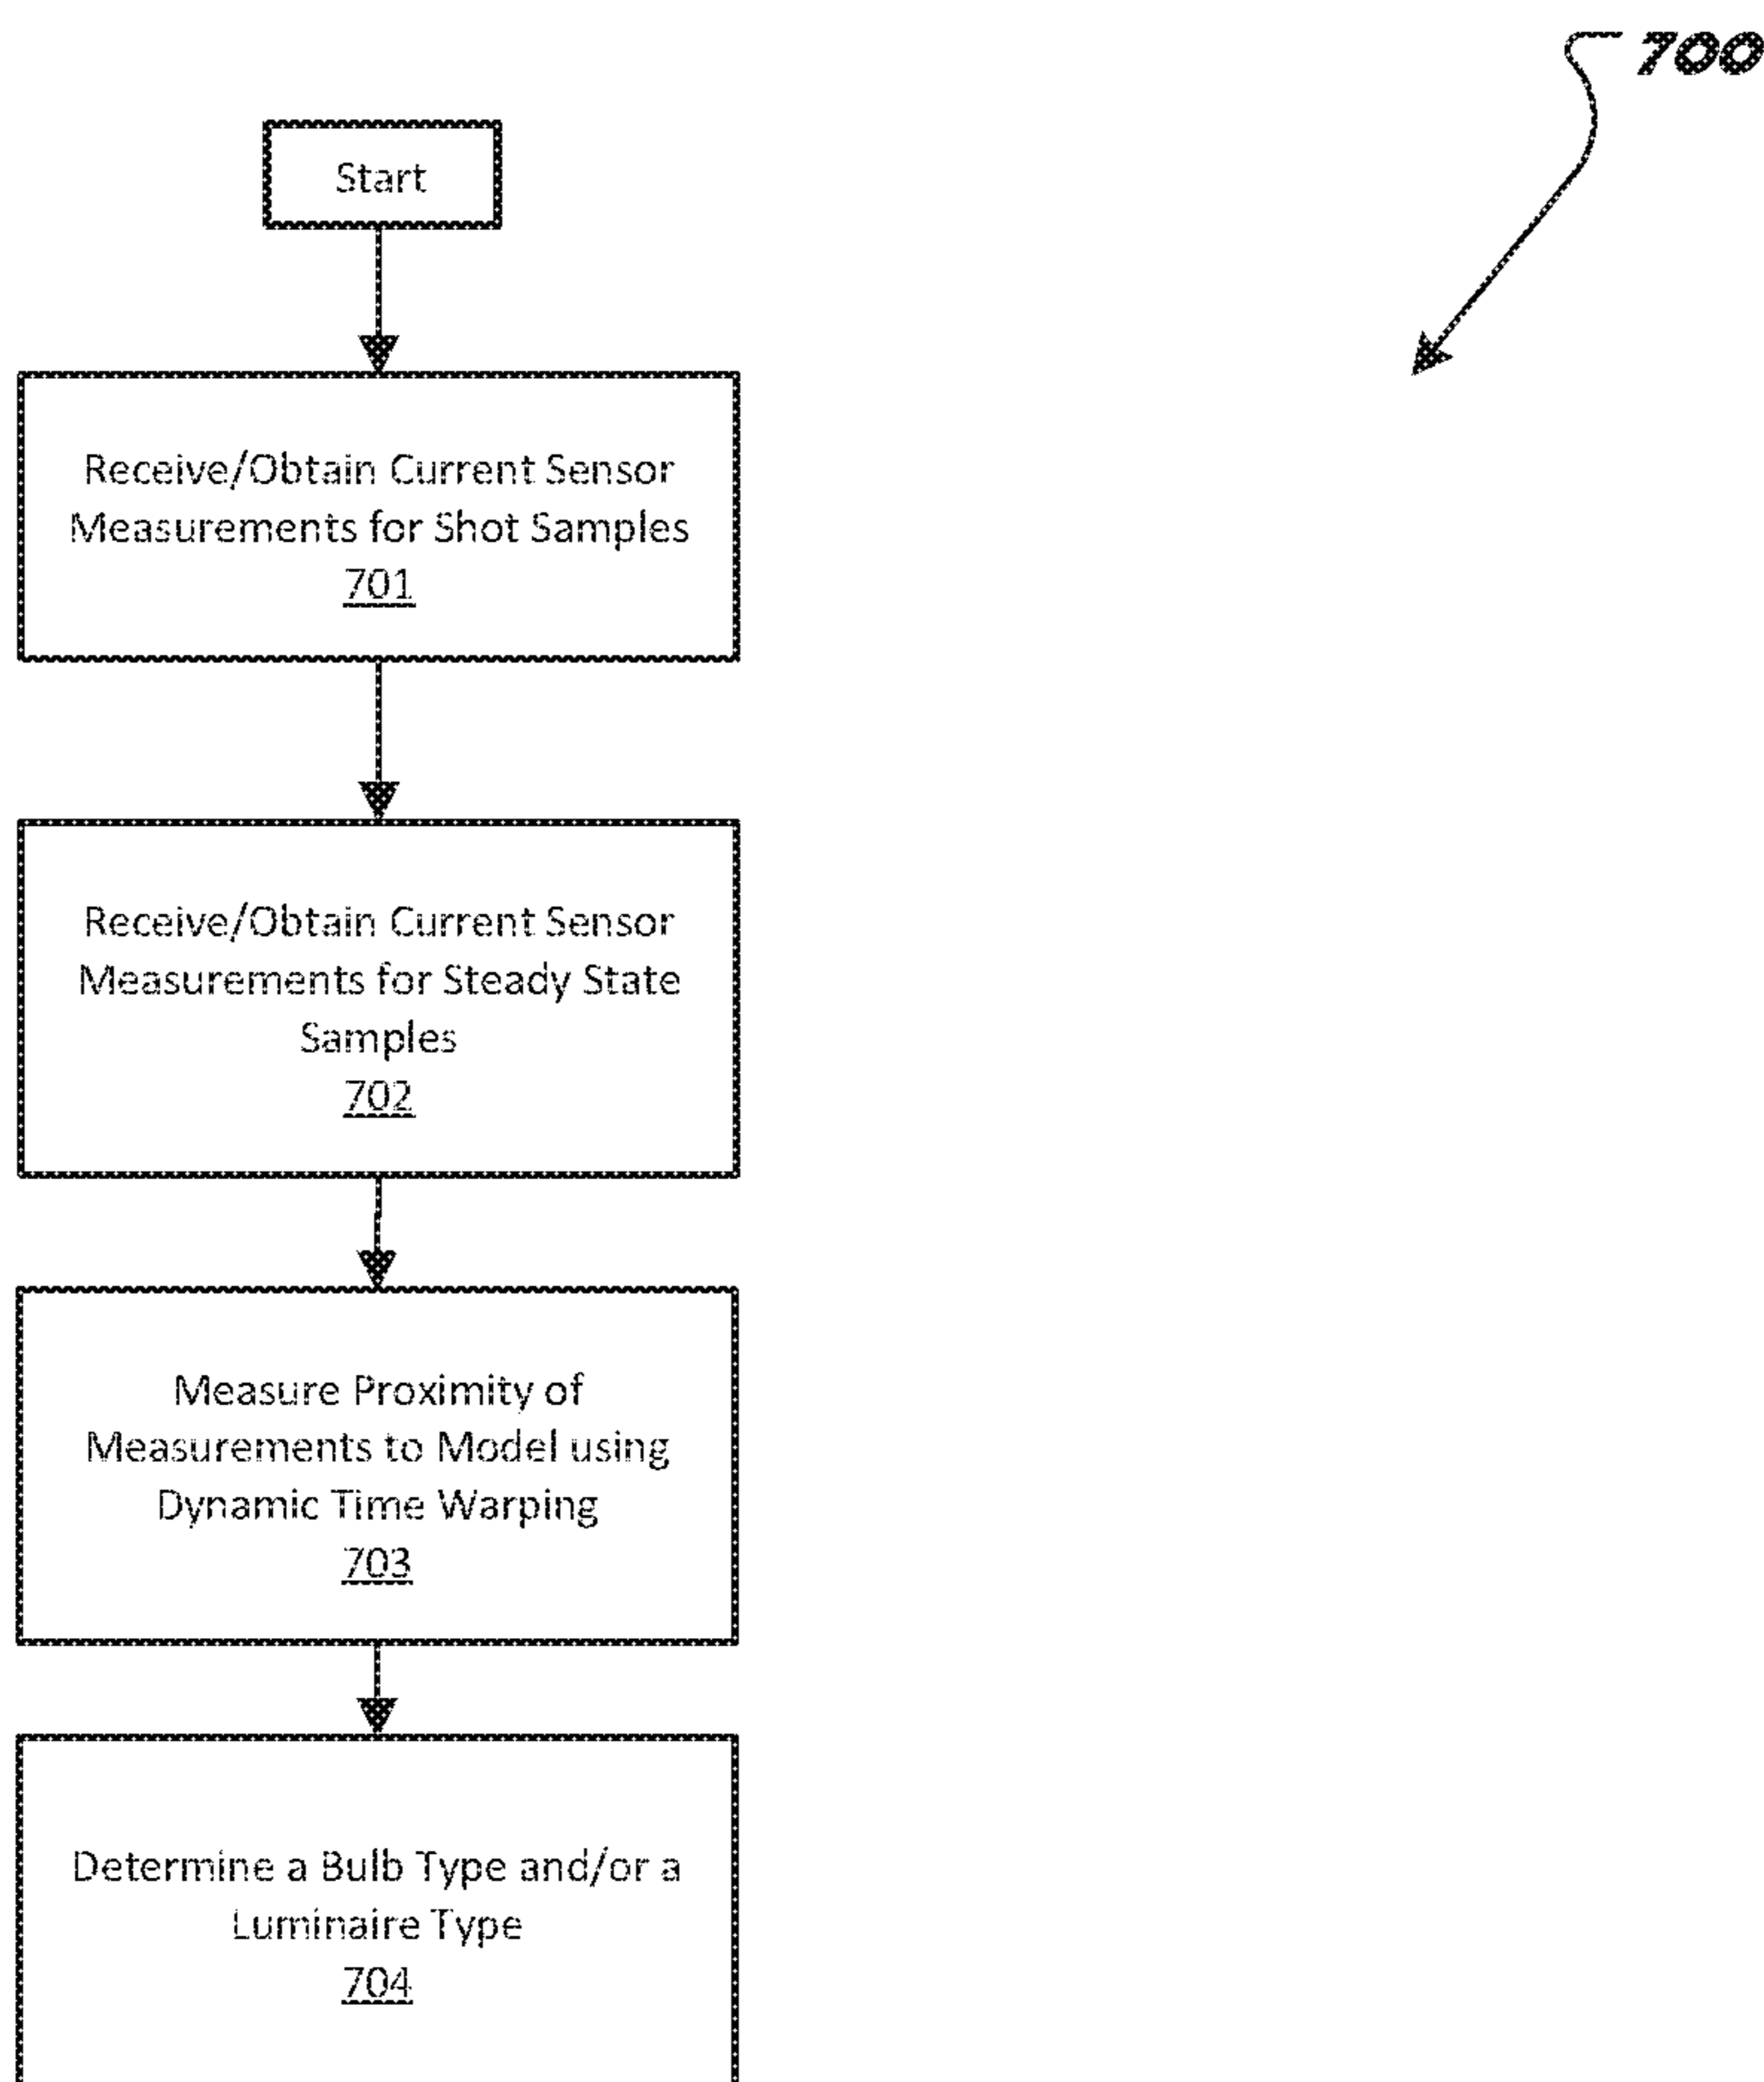 700
Start
Receive/Obtain Current Sensor
Measurements for Shot Samples
701
Receive/Obtain Current Sensor
Measurements for Steady State
Samples
702
Measure Proximity of
Measurements to Model using
Dynamic Time Warping
703
Determine a Bulb Type and/or a
Luminaire Type
704